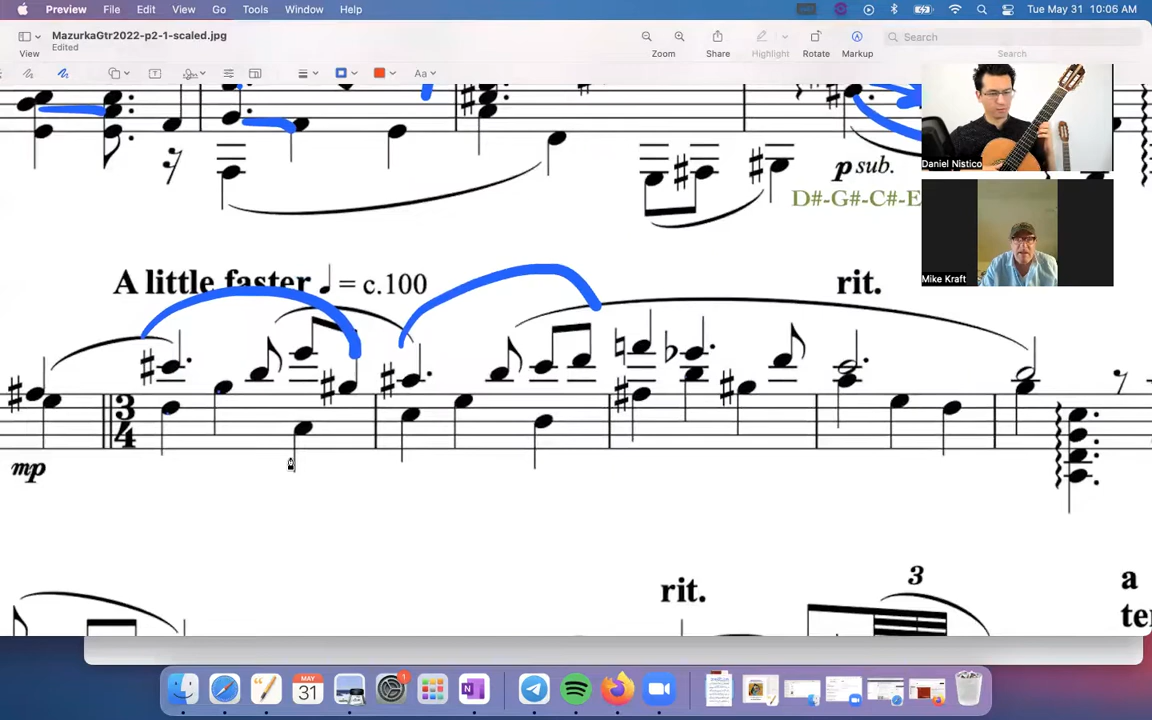 Preview File Edit View Go Tools Window Help Tue May 31 10:06 AM
MazurkaGtr2022-p2-1-scaled.jpg
Edited
View Zoom Share Highlight Rotate Markup Search
Search
Aa
Daniel Nistico
p sub.
D#-G#-C#-E
Mike Kraft
A little faster ♩ = c.100 rit.
3
4
mp
rit. 3 a
ter
MAY
31
1